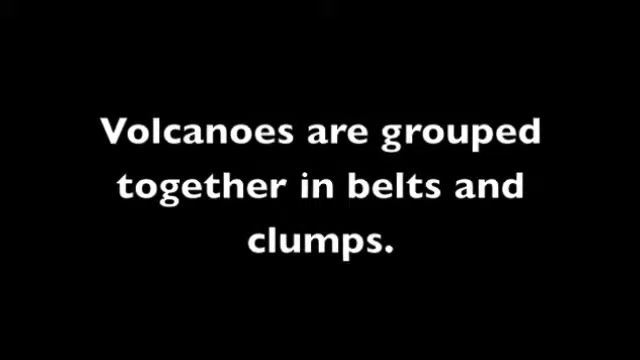 Volcanoes are grouped
together in belts and
clumps.